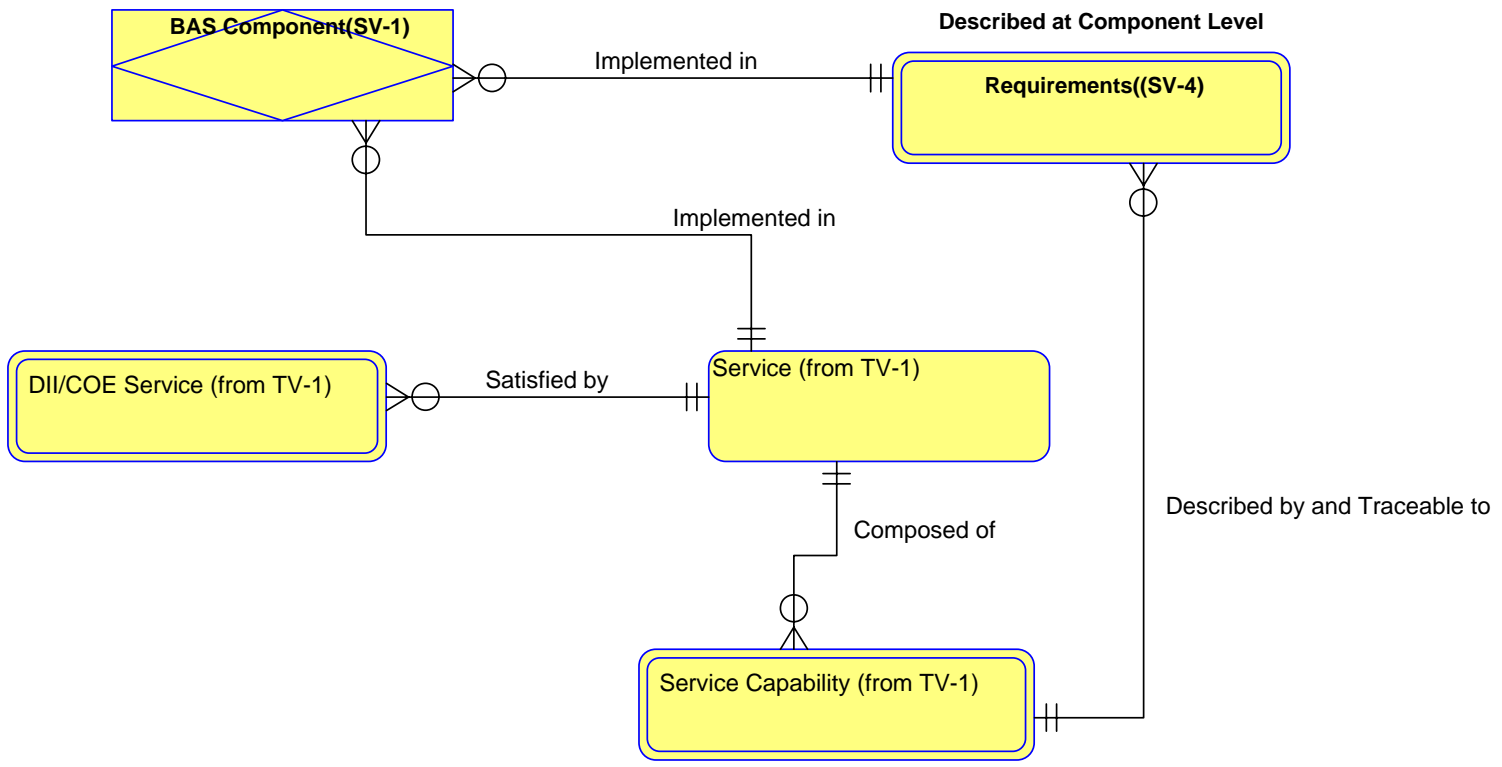 BAS Component(SV-1)
Described at Component Level
Implemented in
Requirements((SV-4)
Implemented in
DII/COE Service (from TV-1)
Satisfied by
Service (from TV-1)
Described by and Traceable to
Composed of
Service Capability (from TV-1)